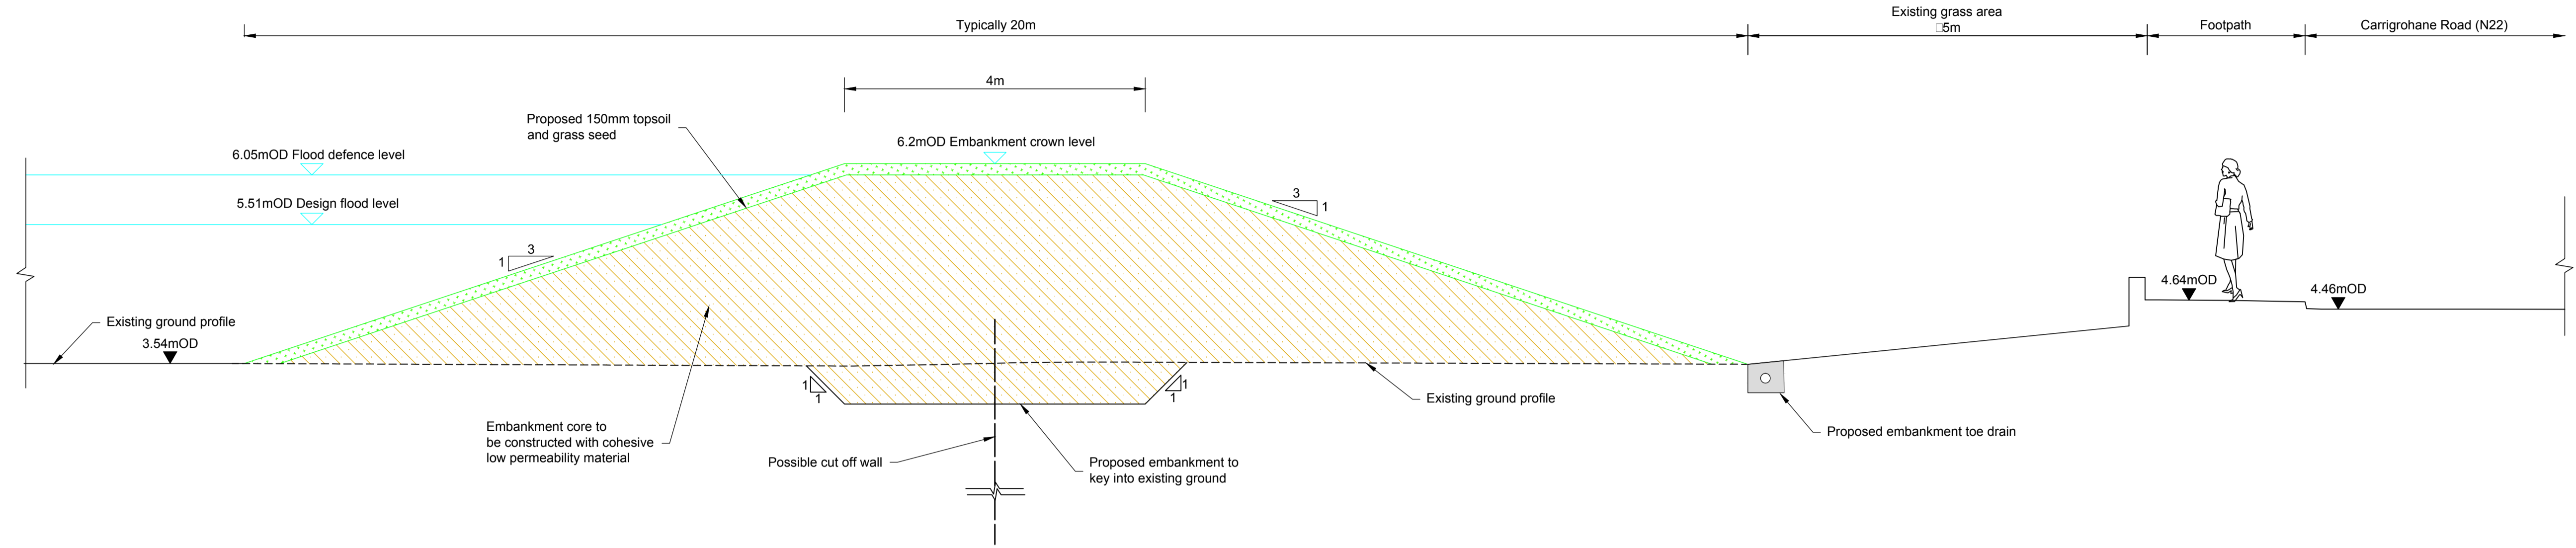 Typically 20m
Existing grass area
□5m
Footpath
Carrigrohane Road (N22)
4m
Proposed 150mm topsoil
and grass seed
6.2mOD Embankment crown level
6.05mOD Flood defence level
5.51mOD Design flood level
3
1
3
1
4.64mOD
4.46mOD
Existing ground profile
3.54mOD
1
1
1
1
Existing ground profile
Embankment core to
be constructed with cohesive
low permeability material
Possible cut off wall
Proposed embankment to
key into existing ground
Proposed embankment toe drain